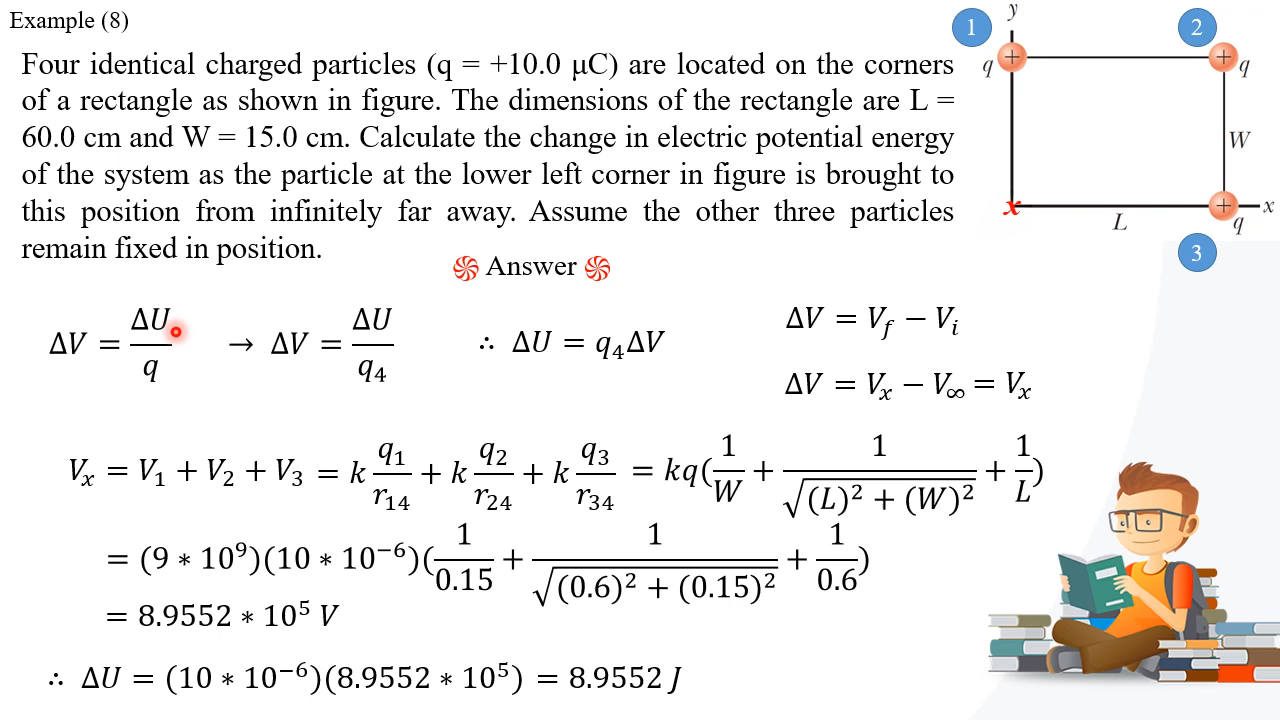 Example (8)
Four identical charged particles (q = +10.0 μC) are located on the corners
of a rectangle as shown in figure. The dimensions of the rectangle are L =
60.0 cm and W = 15.0 cm. Calculate the change in electric potential energy
of the system as the particle at the lower left corner in figure is brought to
this position from infinitely far away. Assume the other three particles
remain fixed in position.
1
y
2
q
+
+
q
W
x
+
x
L
q
3
Answer
ΔV = ΔU/q → ΔV = ΔU/q₄ ∴ ΔU = q₄ΔV
ΔV = V_f − V_i
ΔV = Vₓ − V_∞ = Vₓ
Vₓ = V₁ + V₂ + V₃ = k q₁/r₁₄ + k q₂/r₂₄ + k q₃/r₃₄ = kq(1/W + 1/√((L)² + (W)²) + 1/L)
= (9 ∗ 10⁹)(10 ∗ 10⁻⁶)(1/0.15 + 1/√((0.6)² + (0.15)²) + 1/0.6)
= 8.9552 ∗ 10⁵ V
∴ ΔU = (10 ∗ 10⁻⁶)(8.9552 ∗ 10⁵) = 8.9552 J